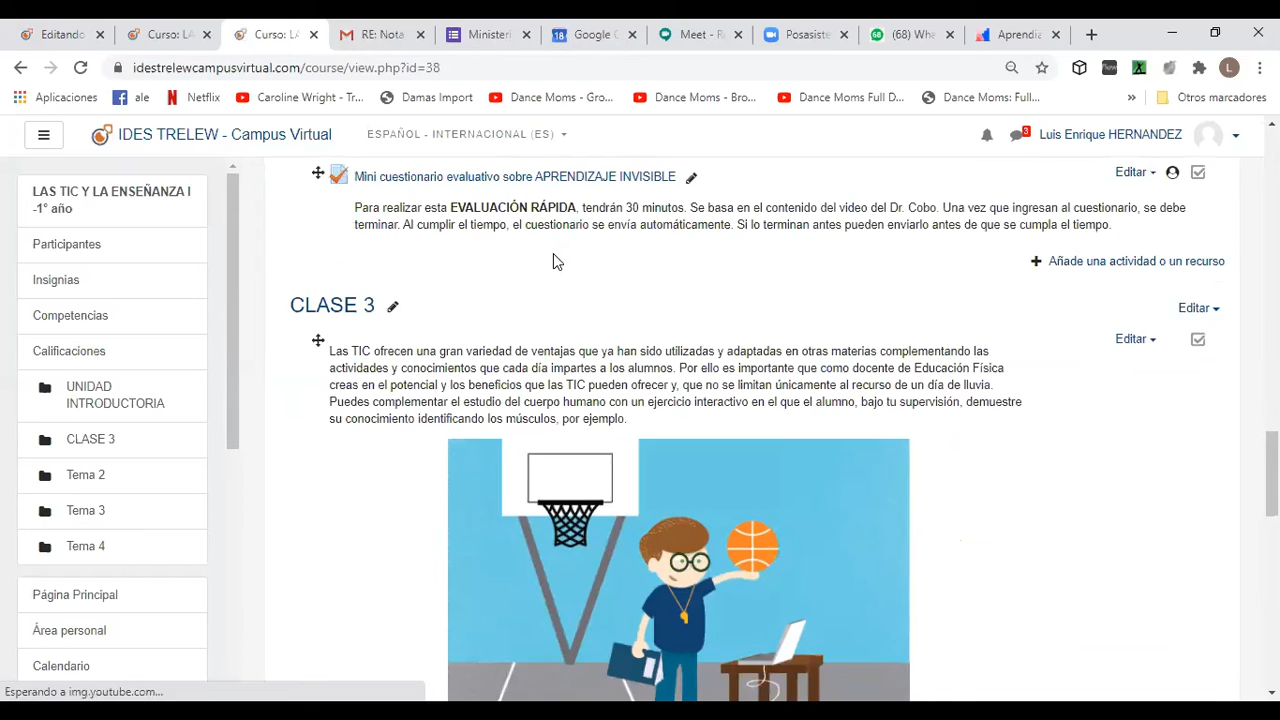 Editando
Curso: LA
Curso: LA
RE: Nota
Ministeri
Google C
Meet - R
Posasiste
(68) Wha
Aprendia
idestrelewcampusvirtual.com/course/view.php?id=38
L
Aplicaciones
ale
Netflix
Caroline Wright - Tr...
Damas Import
Dance Moms - Gro...
Dance Moms - Bro...
Dance Moms Full D...
Dance Moms: Full...
»
Otros marcadores
IDES TRELEW - Campus Virtual
ESPAÑOL - INTERNACIONAL (ES)
3
Luis Enrique HERNANDEZ
LAS TIC Y LA ENSEÑANZA I
-1° año
Participantes
Insignias
Competencias
Calificaciones
UNIDAD
INTRODUCTORIA
CLASE 3
Tema 2
Tema 3
Tema 4
Página Principal
Área personal
Calendario
Mini cuestionario evaluativo sobre APRENDIZAJE INVISIBLE
Editar
Para realizar esta EVALUACIÓN RÁPIDA, tendrán 30 minutos. Se basa en el contenido del video del Dr. Cobo. Una vez que ingresan al cuestionario, se debe
terminar. Al cumplir el tiempo, el cuestionario se envía automáticamente. Si lo terminan antes pueden enviarlo antes de que se cumpla el tiempo.
Añade una actividad o un recurso
CLASE 3
Editar
Editar
Las TIC ofrecen una gran variedad de ventajas que ya han sido utilizadas y adaptadas en otras materias complementando las
actividades y conocimientos que cada día impartes a los alumnos. Por ello es importante que como docente de Educación Física
creas en el potencial y los beneficios que las TIC pueden ofrecer y, que no se limitan únicamente al recurso de un día de lluvia.
Puedes complementar el estudio del cuerpo humano con un ejercicio interactivo en el que el alumno, bajo tu supervisión, demuestre
su conocimiento identificando los músculos, por ejemplo.
Esperando a img.youtube.com...